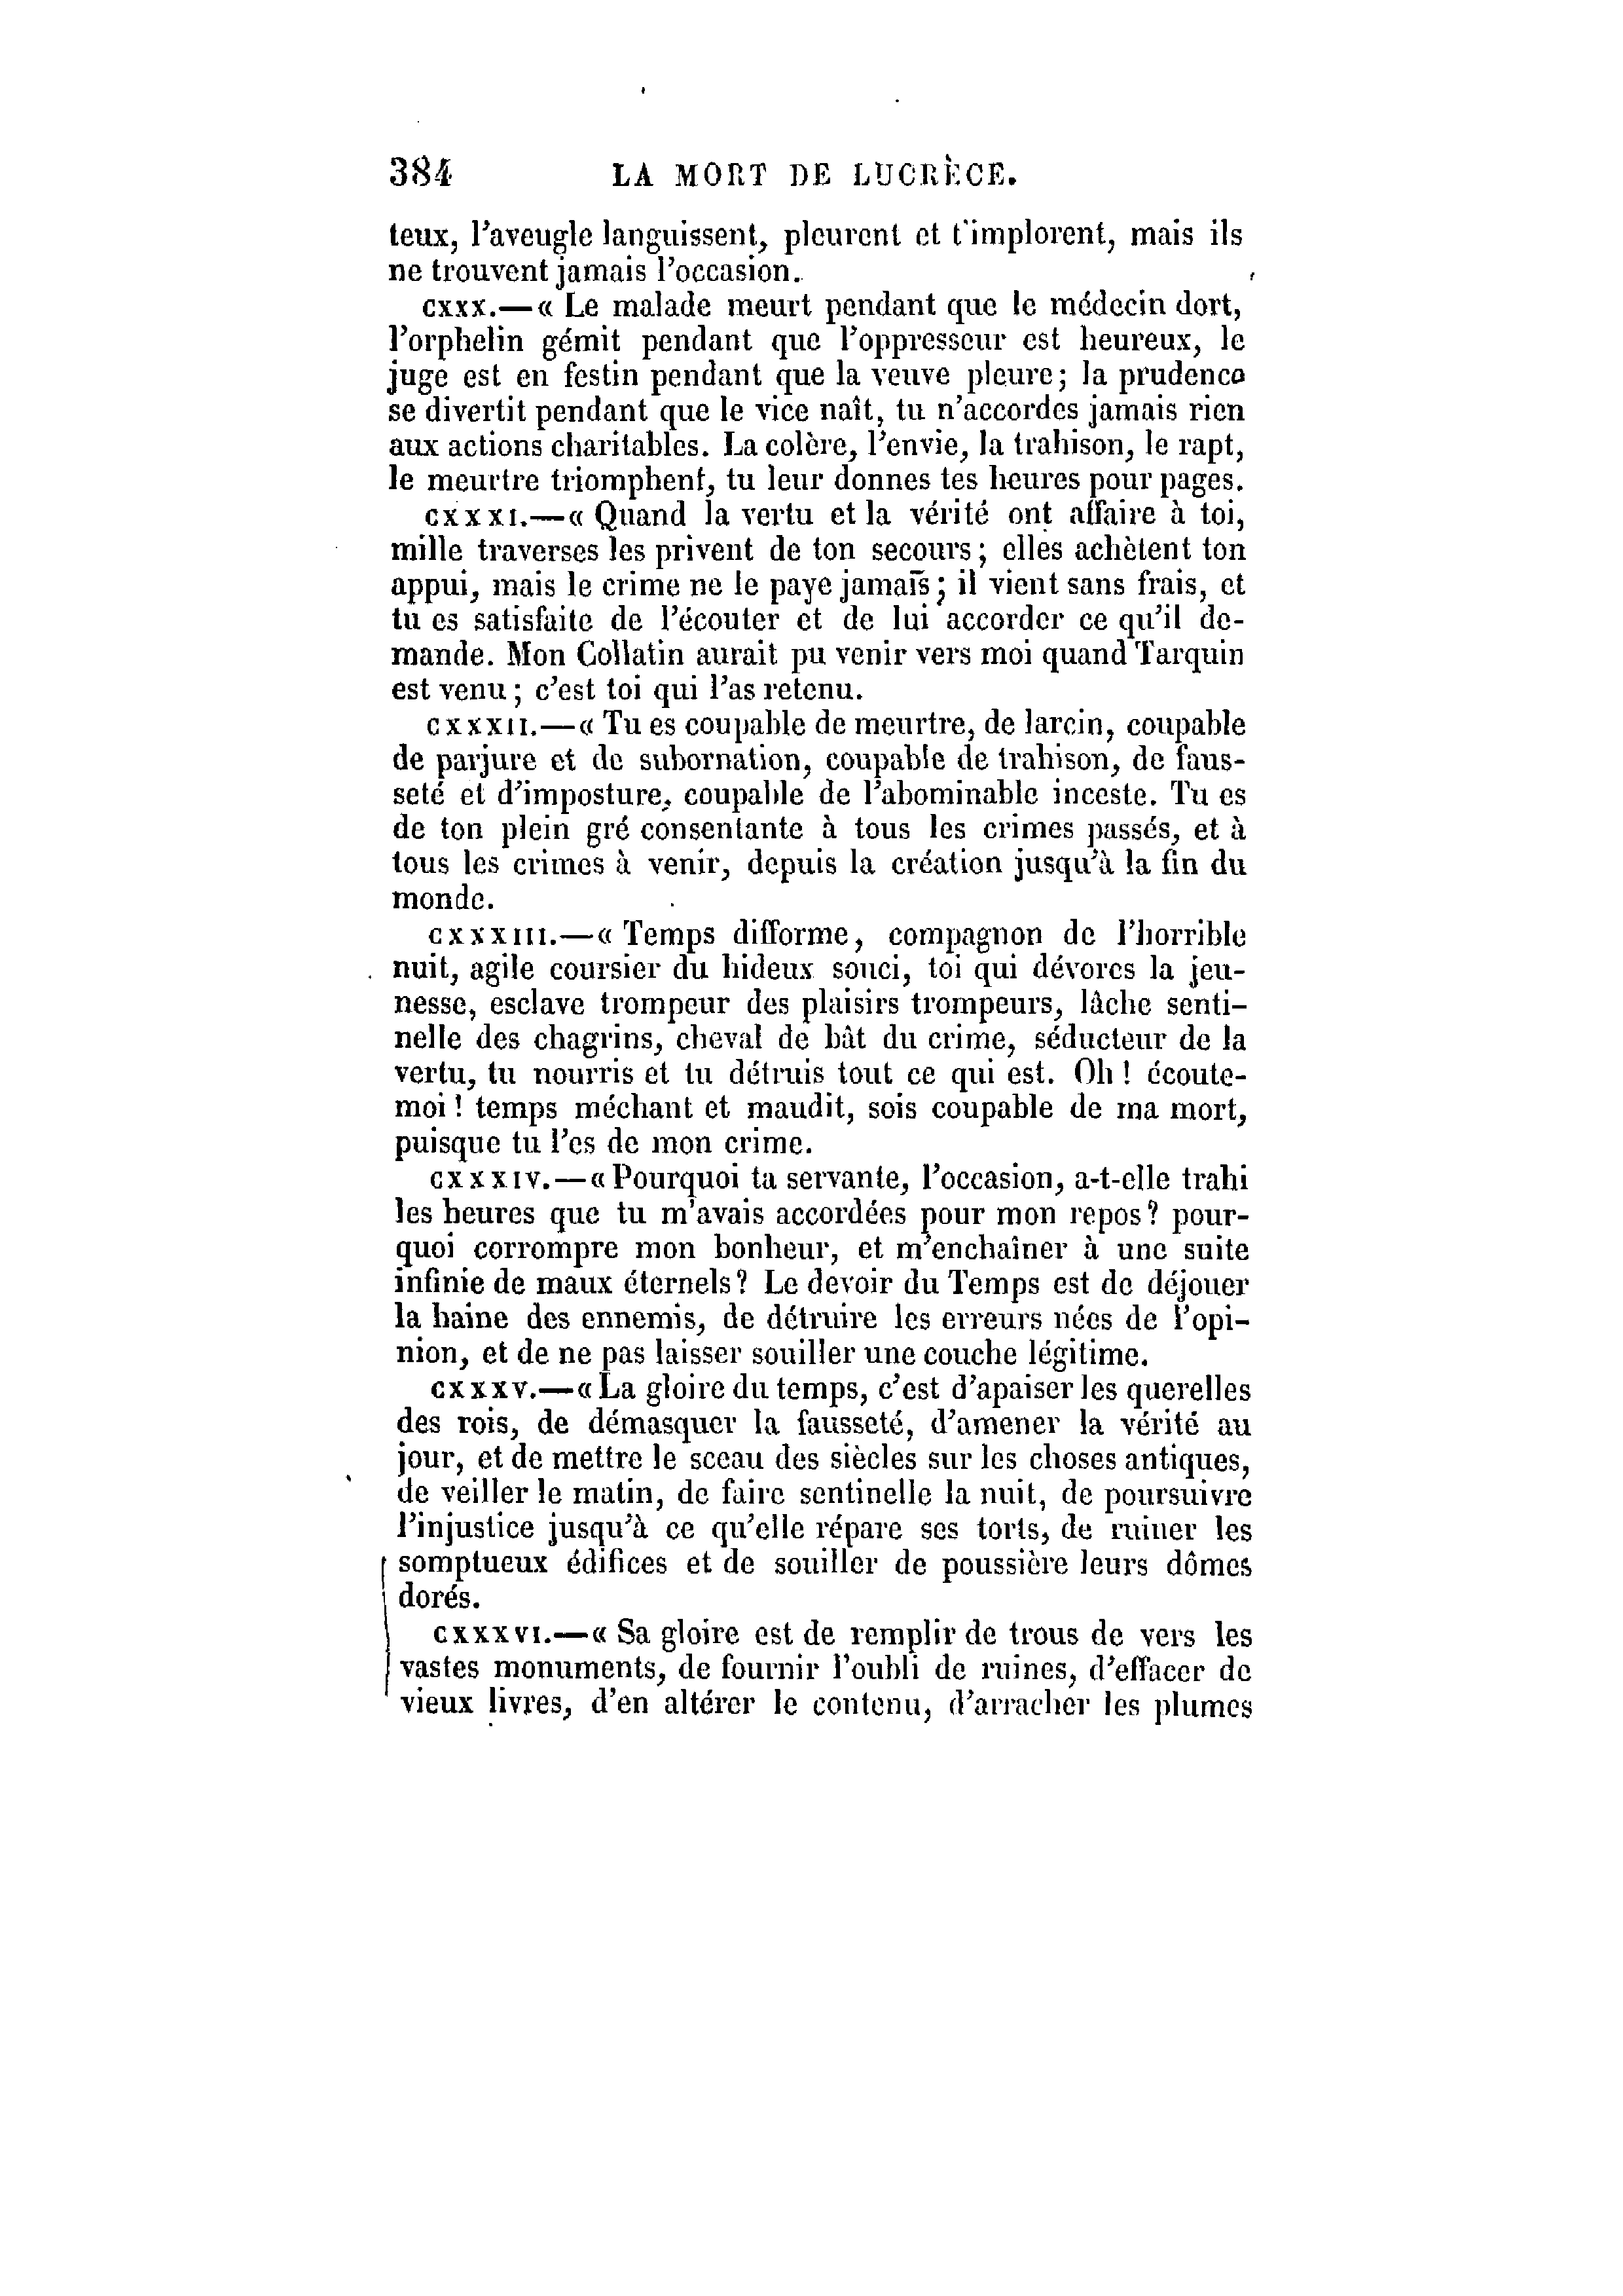 384 LA MORT DE LUCRÈCE.
teux, l'aveugle languissent, pleurent et t'implorent, mais ils
ne trouvent jamais l'occasion.
CXXX.—« Le malade meurt pendant que le médecin dort,
l'orphelin gémit pendant que l'oppresseur est heureux, le
juge est en festin pendant que la veuve pleure; la prudence
se divertit pendant que le vice naît, tu n'accordes jamais rien
aux actions charitables. La colère, l'envie, la trahison, le rapt,
le meurtre triomphent, tu leur donnes tes heures pour pages.
CXXXI.—« Quand la vertu et la vérité ont affaire à toi,
mille traverses les privent de ton secours; elles achètent ton
appui, mais le crime ne le paye jamais; il vient sans frais, et
tu es satisfaite de l'écouter et de lui accorder ce qu'il de-
mande. Mon Collatin aurait pu venir vers moi quand Tarquin
est venu; c'est toi qui l'as retenu.
CXXXII.—« Tu es coupable de meurtre, de larcin, coupable
de parjure et de subornation, coupable de trahison, de faus-
seté et d'imposture, coupable de l'abominable inceste. Tu es
de ton plein gré consentante à tous les crimes passés, et à
tous les crimes à venir, depuis la création jusqu'à la fin du
monde.
CXXXIII.—« Temps difforme, compagnon de l'horrible
nuit, agile coursier du hideux souci, toi qui dévores la jeu-
nesse, esclave trompeur des plaisirs trompeurs, lâche senti-
nelle des chagrins, cheval de bât du crime, séducteur de la
vertu, tu nourris et tu détruis tout ce qui est. Oh ! écoute-
moi ! temps méchant et maudit, sois coupable de ma mort,
puisque tu l'es de mon crime.
CXXXIV.—« Pourquoi ta servante, l'occasion, a-t-elle trahi
les heures que tu m'avais accordées pour mon repos? pour-
quoi corrompre mon bonheur, et m'enchaîner à une suite
infinie de maux éternels? Le devoir du Temps est de déjouer
la haine des ennemis, de détruire les erreurs nées de l'opi-
nion, et de ne pas laisser souiller une couche légitime.
CXXXV.—« La gloire du temps, c'est d'apaiser les querelles
des rois, de démasquer la fausseté, d'amener la vérité au
jour, et de mettre le sceau des siècles sur les choses antiques,
de veiller le matin, de faire sentinelle la nuit, de poursuivre
l'injustice jusqu'à ce qu'elle répare ses torts, de ruiner les
somptueux édifices et de souiller de poussière leurs dômes
dorés.
CXXXVI.—« Sa gloire est de remplir de trous de vers les
vastes monuments, de fournir l'oubli de ruines, d'effacer de
vieux livres, d'en altérer le contenu, d'arracher les plumes